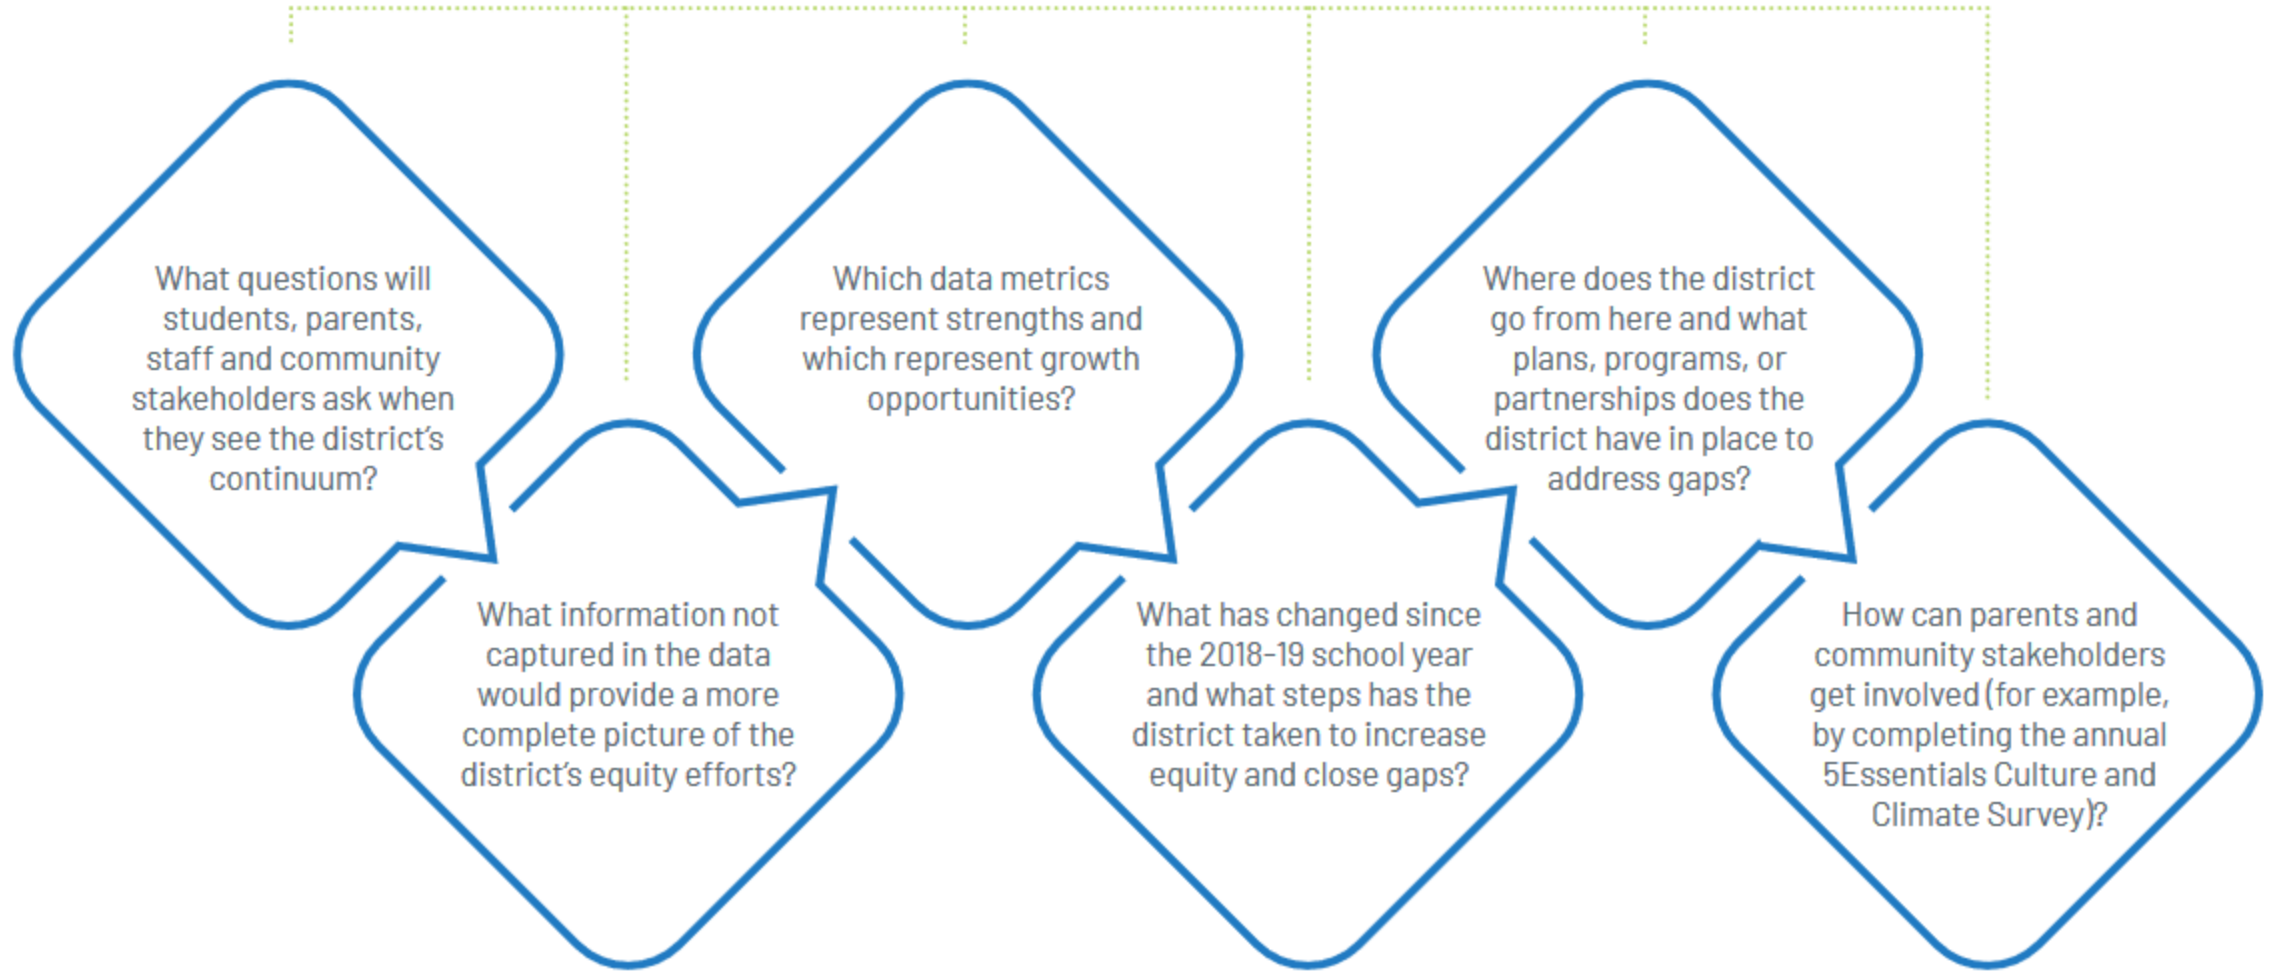 What questions will
students, parents,
staff and community
stakeholders ask when
they see the district's
continuum?
What information not
captured in the data
would provide a more
complete picture of the
district's equity efforts?
Which data metrics
represent strengths and
which represent growth
opportunities?
What has changed since
the 2018-19 school year
and what steps has the
district taken to increase
equity and close gaps?
Where does the district
go from here and what
plans, programs, or
partnerships does the
district have in place to
address gaps?
How can parents and
community stakeholders
get involved (for example,
by completing the annual
5Essentials Culture and
Climate Survey)?